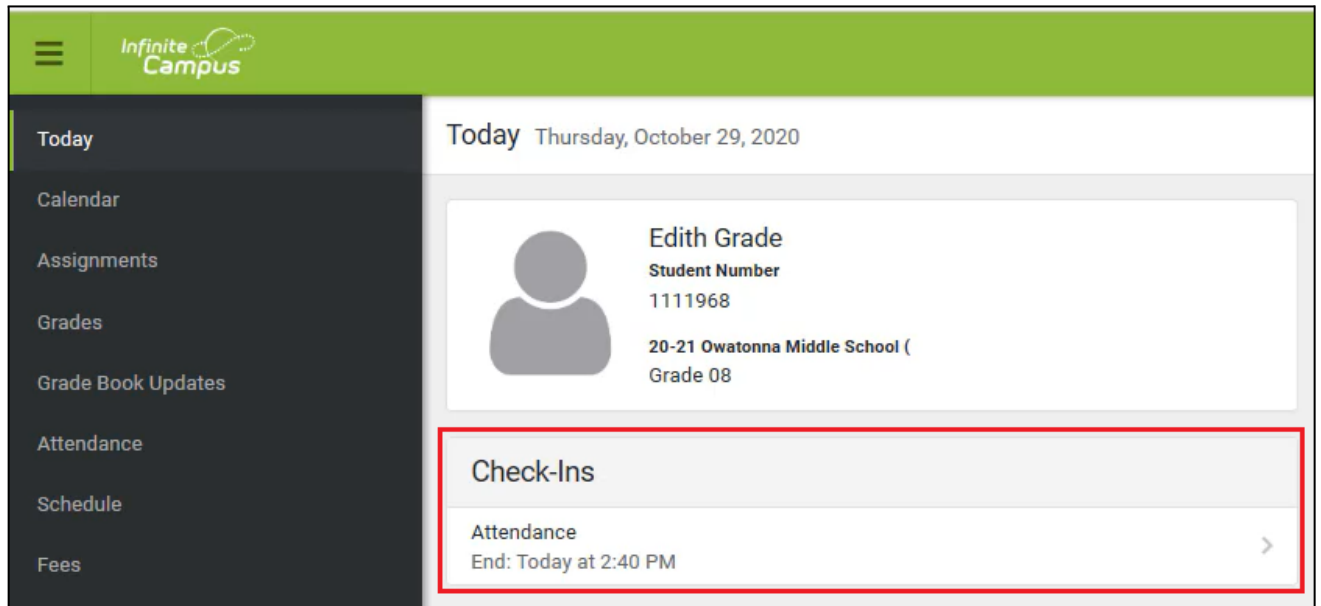 Infinite
Campus
Today
Calendar
Assignments
Grades
Grade Book Updates
Attendance
Schedule
Fees
Today Thursday, October 29, 2020
Edith Grade
Student Number
1111968
20-21 Owatonna Middle School (
Grade 08
Check-Ins
Attendance
End: Today at 2:40 PM